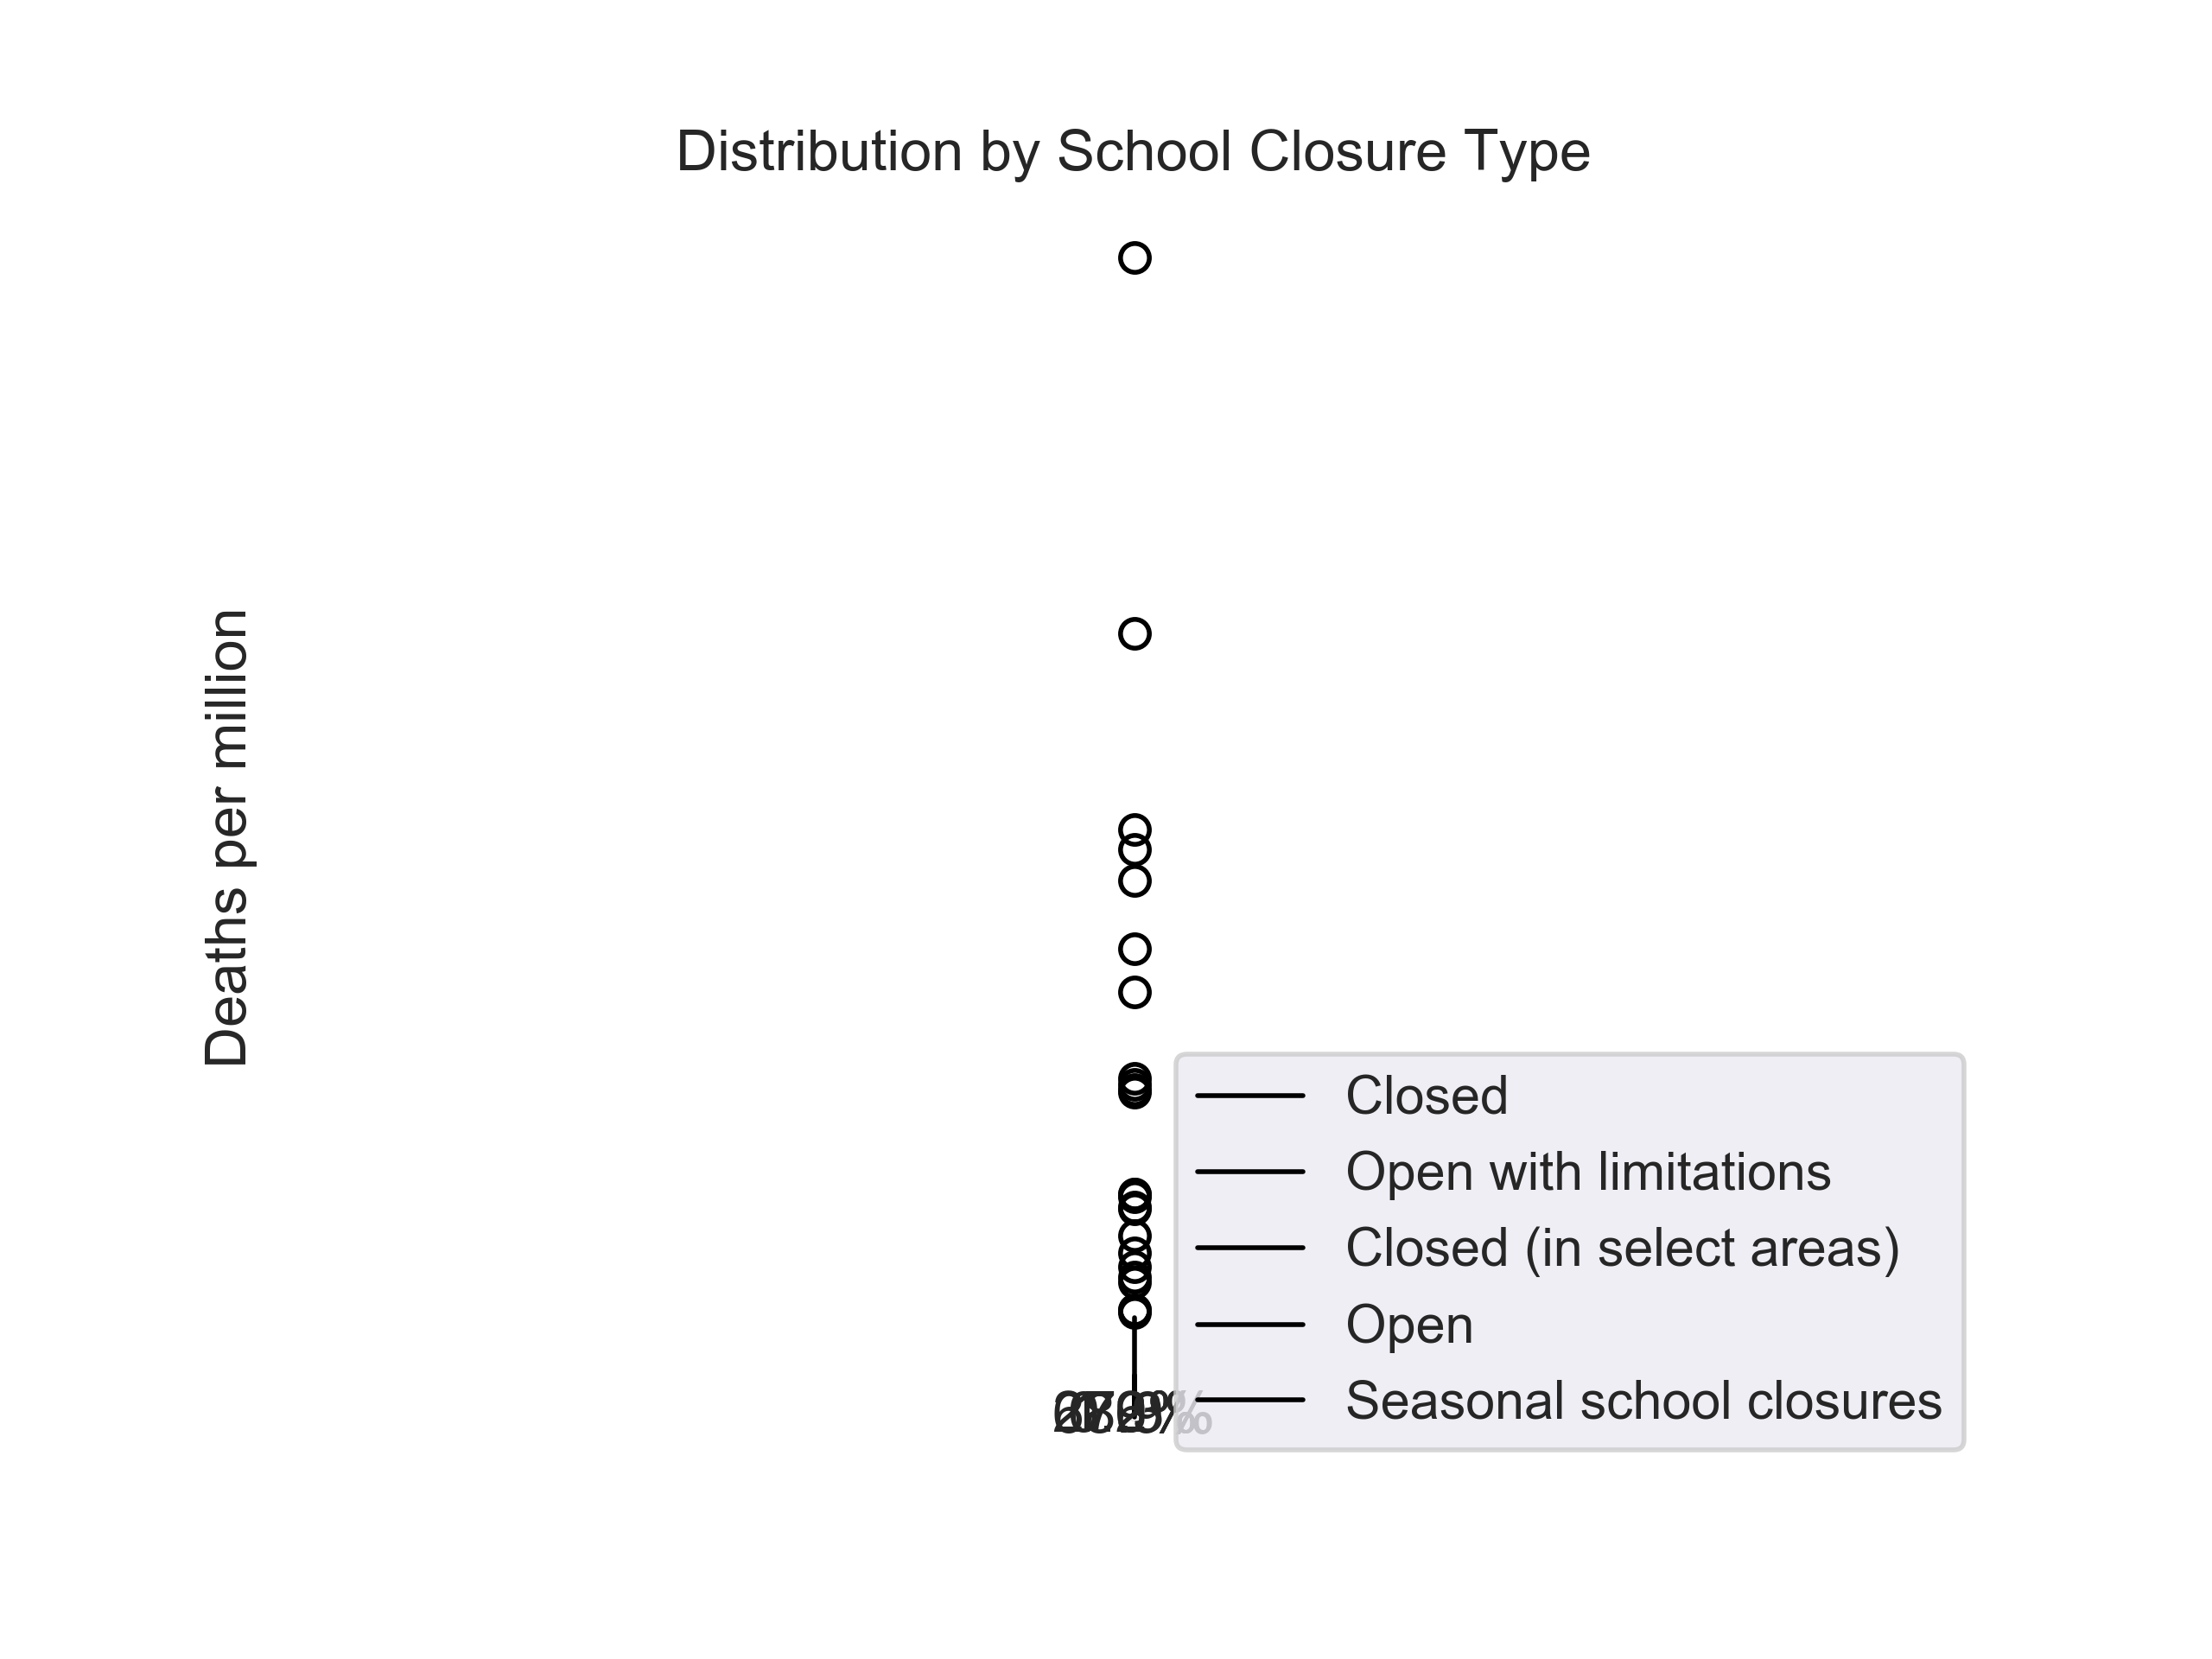 Distribution by School Closure Type
Deaths per million
Closed
Open with limitations
Closed (in select areas)
Open
Seasonal school closures